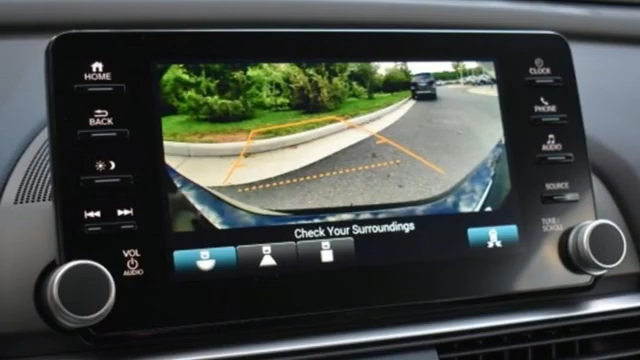 HOME
BACK
VOL
AUDIO
Check Your Surroundings
CLOCK
PHONE
AUDIO
SOURCE
TUNE/
SCROLL